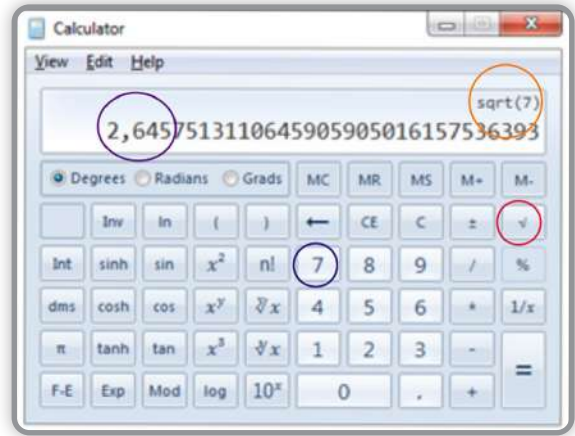 Calculator
View Edit Help
sqrt(7)
2,6457513110645905905016157536393
Degrees Radians Grads MC MR MS M+ M-
Inv ln ( ) ← CE C ± √
Int sinh sin x² n! 7 8 9 / %
dms cosh cos xʸ ʸ√x 4 5 6 * 1/x
π tanh tan x³ ³√x 1 2 3 - =
F-E Exp Mod log 10ˣ 0 , +